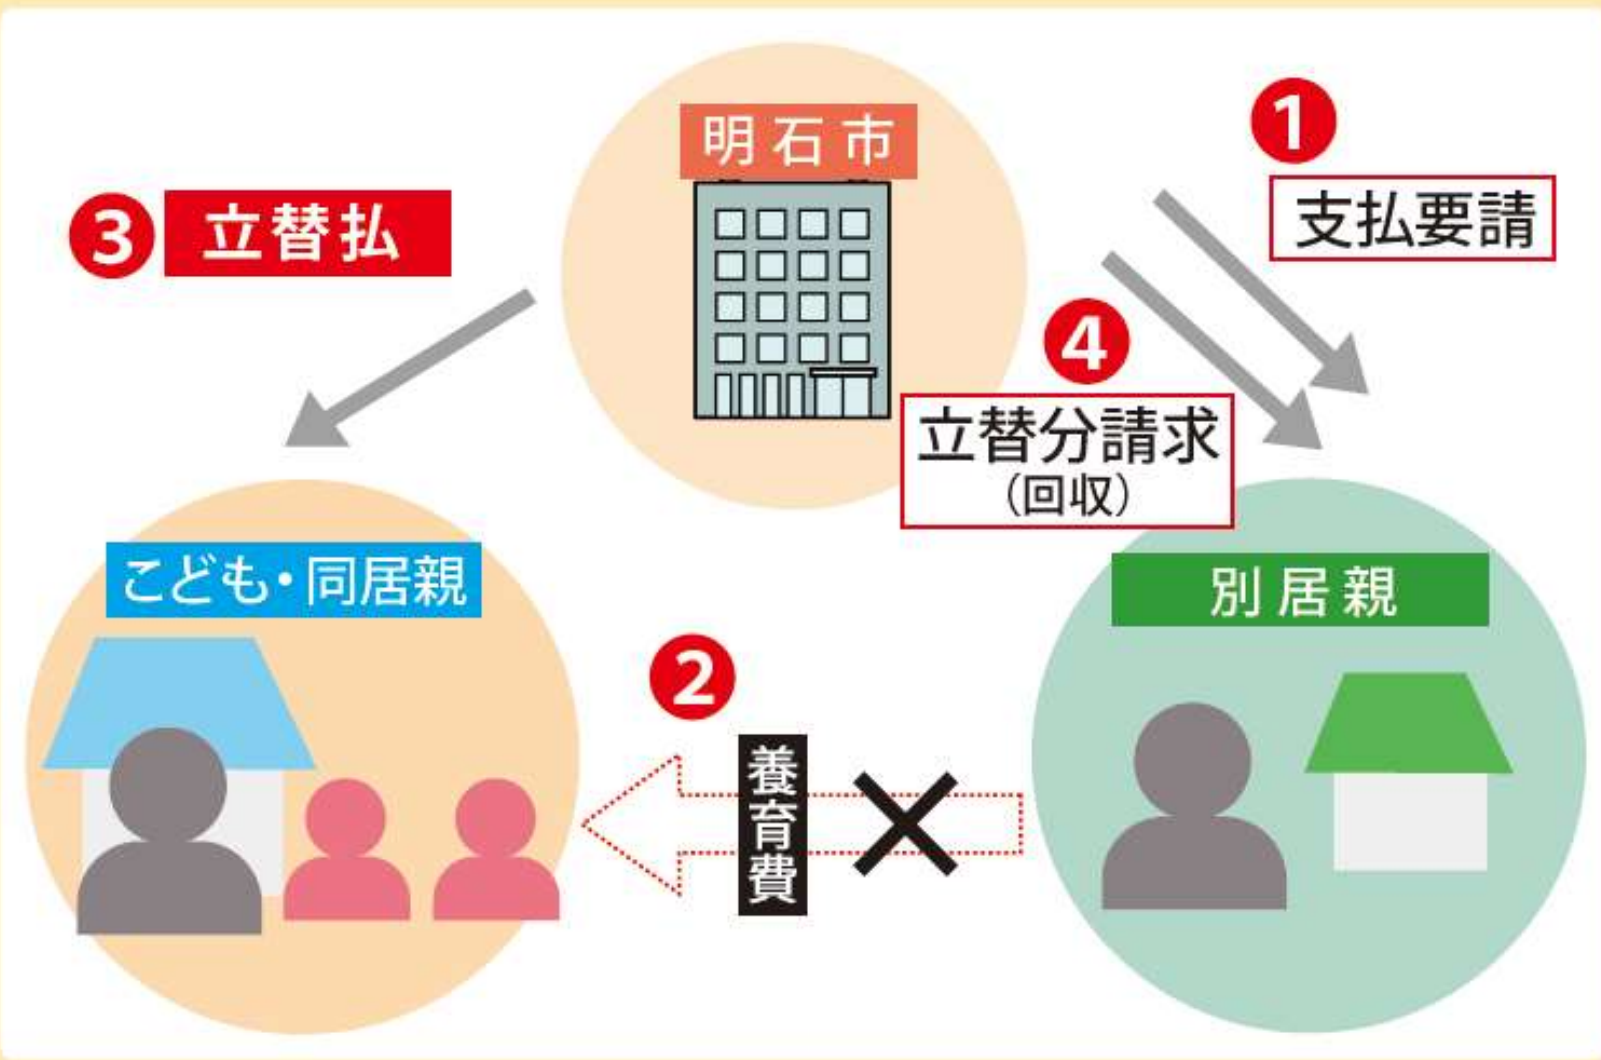 明石市
❶
支払要請
❸ 立替払
❹
立替分請求
(回収)
こども・同居親
別居親
❷
養育費